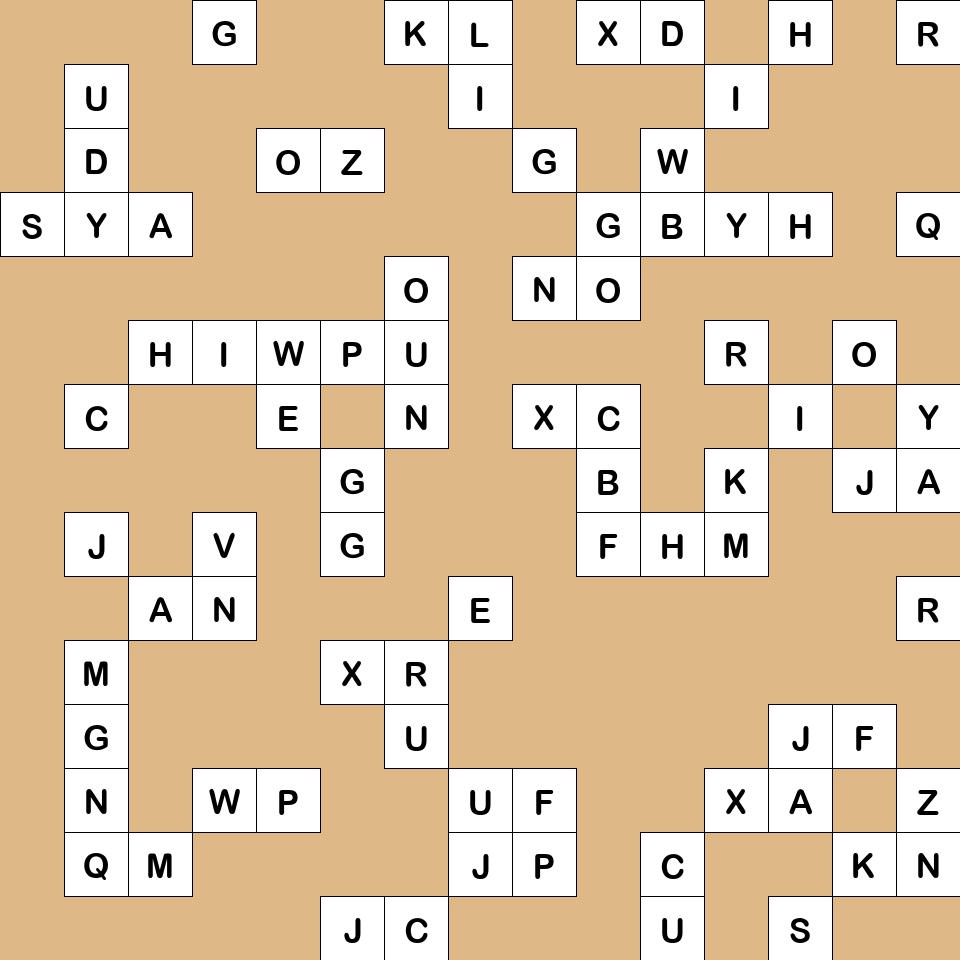 G K L X D H R
U I I
D O Z G W
S Y A G B Y H Q
O N O
H I W P U R O
C E N X C I Y
G B K J A
J V G F H M
A N E R
M X R
G U J F
N W P U F X A Z
Q M J P C K N
J C U S